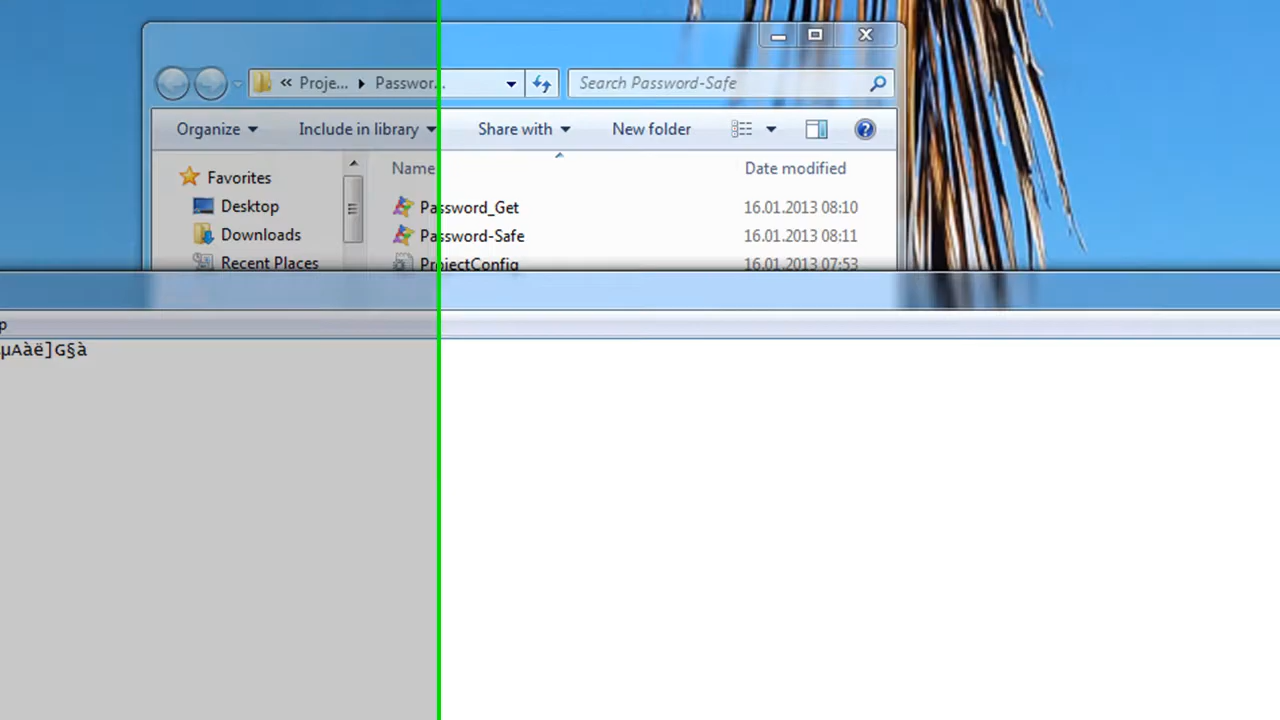 « Proje... Passwor...
Search Password-Safe
Organize Include in library Share with New folder
Name Date modified
Favorites
Desktop
Downloads
Recent Places
Password_Get 16.01.2013 08:10
Password-Safe 16.01.2013 08:11
ProjectConfig 16.01.2013 07:53
p
µAàë]G§à